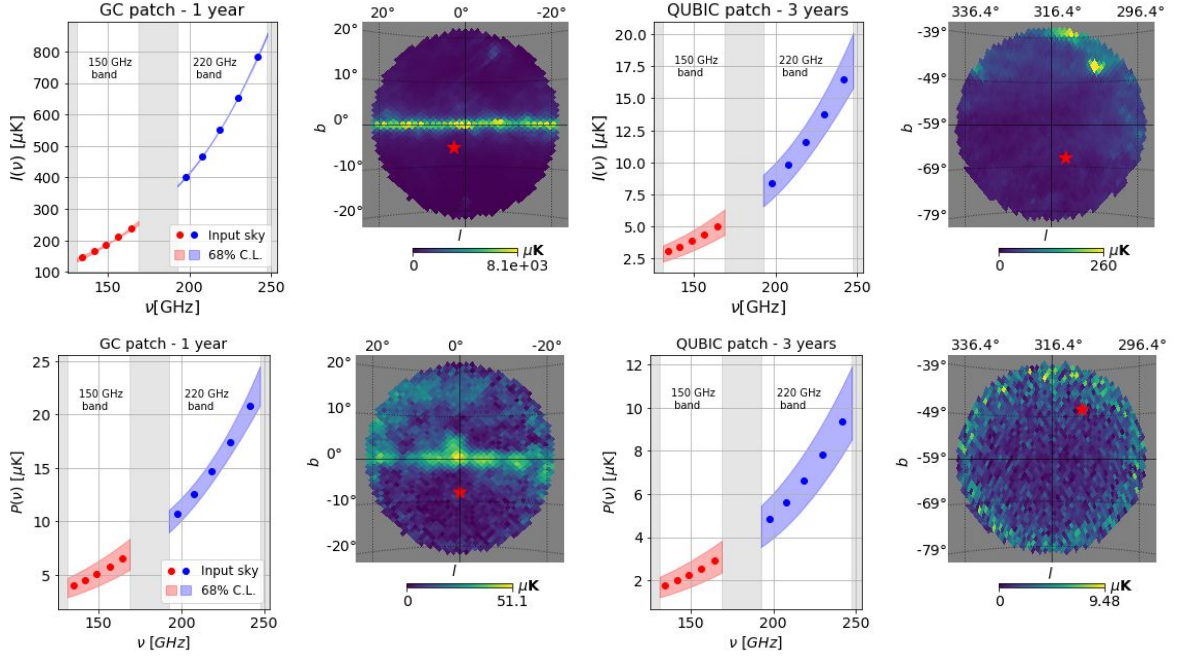 GC patch - 1 year
20° 0° -20°
QUBIC patch - 3 years
336.4° 316.4° 296.4°
I(ν) [μK]
800
700
600
500
400
300
200
100
150 GHz
band
220 GHz
band
Input sky
68% C.L.
150 200 250
ν[GHz]
b
20°
10°
0°
-10°
-20°
l
μK
0 8.1e+03
I(ν) [μK]
20.0
17.5
15.0
12.5
10.0
7.5
5.0
2.5
150 GHz
band
220 GHz
band
150 200 250
ν[GHz]
b
-39°
-49°
-59°
-69°
-79°
l
μK
0 260
GC patch - 1 year
20° 0° -20°
QUBIC patch - 3 years
336.4° 316.4° 296.4°
P(ν) [μK]
25
20
15
10
5
150 GHz
band
220 GHz
band
Input sky
68% C.L.
150 200 250
ν [GHz]
b
20°
10°
0°
-10°
-20°
l
μK
0 51.1
P(ν) [μK]
12
10
8
6
4
2
150 GHz
band
220 GHz
band
150 200 250
ν [GHz]
b
-39°
-49°
-59°
-69°
-79°
l
μK
0 9.48